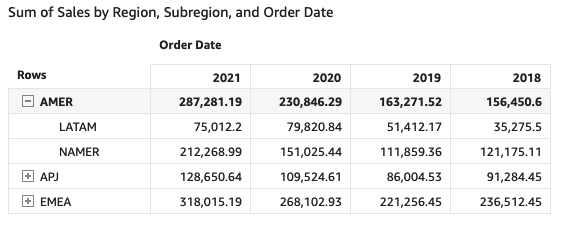 Sum of Sales by Region, Subregion, and Order Date
Order Date
Rows 2021 2020 2019 2018
AMER 287,281.19 230,846.29 163,271.52 156,450.6
LATAM 75,012.2 79,820.84 51,412.17 35,275.5
NAMER 212,268.99 151,025.44 111,859.36 121,175.11
APJ 128,650.64 109,524.61 86,004.53 91,284.45
EMEA 318,015.19 268,102.93 221,256.45 236,512.45